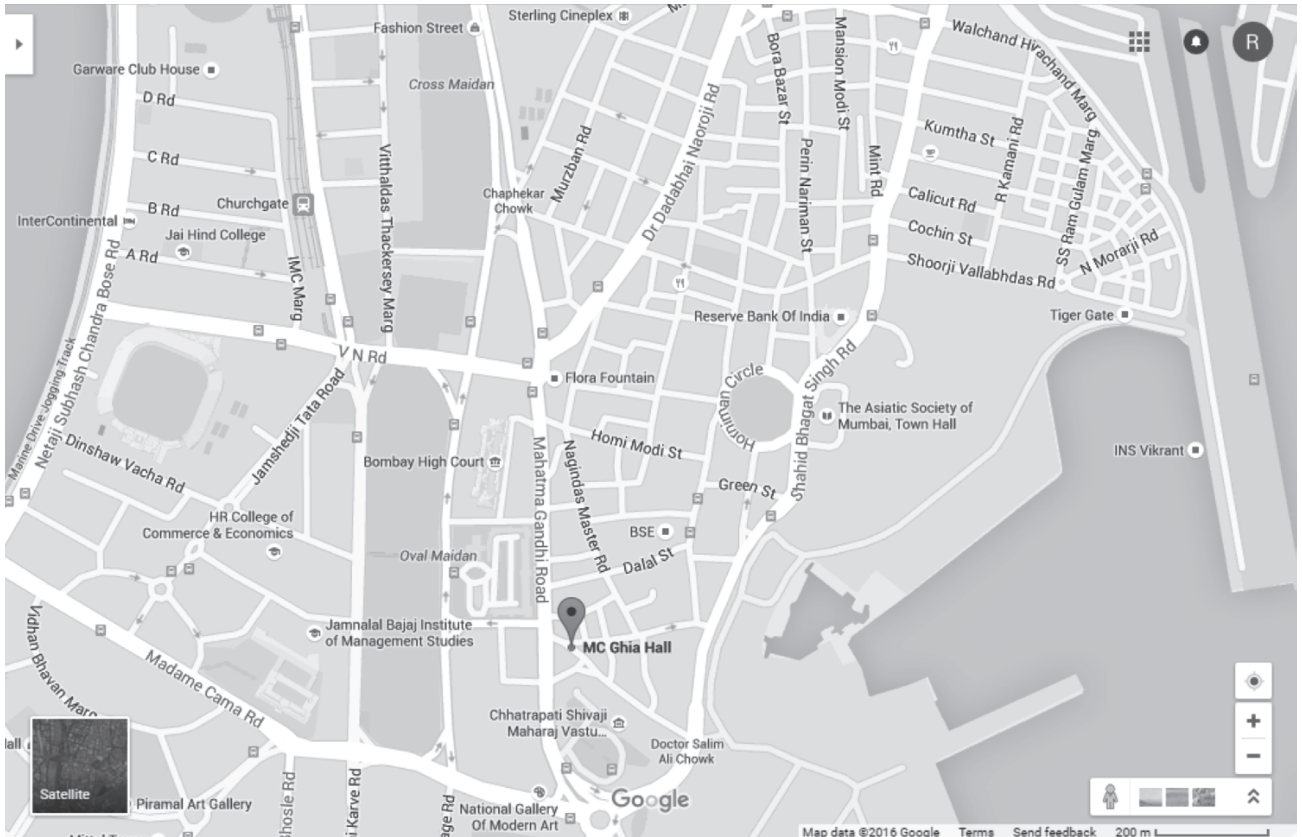 Sterling Cineplex
Fashion Street
Garware Club House
Cross Maidan
D Rd
C Rd
B Rd
A Rd
Churchgate
InterContinental
Jai Hind College
IMC Marg
Vitthaldas Thackersey Marg
Chaphekar
Chowk
Murzban Rd
Dr Dadabhai Naoroji Rd
Bora Bazar St
Mansion Modi St
Perin Nariman St
Mint Rd
Walchand Hirachand Marg
R
Kumtha St
R Kamani Rd
SS Ram Gulam Marg
Calicut Rd
Cochin St
Shoorji Vallabhdas Rd
N Morarji Rd
Tiger Gate
Reserve Bank Of India
Netaji Subhash Chandra Bose Rd
Marine Drive Jogging Track
V N Rd
Flora Fountain
Horniman Circle
Shahid Bhagat Singh Rd
The Asiatic Society of
Mumbai, Town Hall
INS Vikrant
Jamshedji Tata Road
Dinshaw Vacha Rd
Bombay High Court
Mahatma Gandhi Road
Nagindas Master Rd
Homi Modi St
Green St
BSE
Dalal St
HR College of
Commerce & Economics
Oval Maidan
Jamnalal Bajaj Institute
of Management Studies
MC Ghia Hall
Vidhan Bhavan Marg
Madame Cama Rd
Chhatrapati Shivaji
Maharaj Vastu...
Doctor Salim
Ali Chowk
Satellite
Piramal Art Gallery
National Gallery
Of Modern Art
Google
Map data ©2016 Google Terms Send feedback 200 m